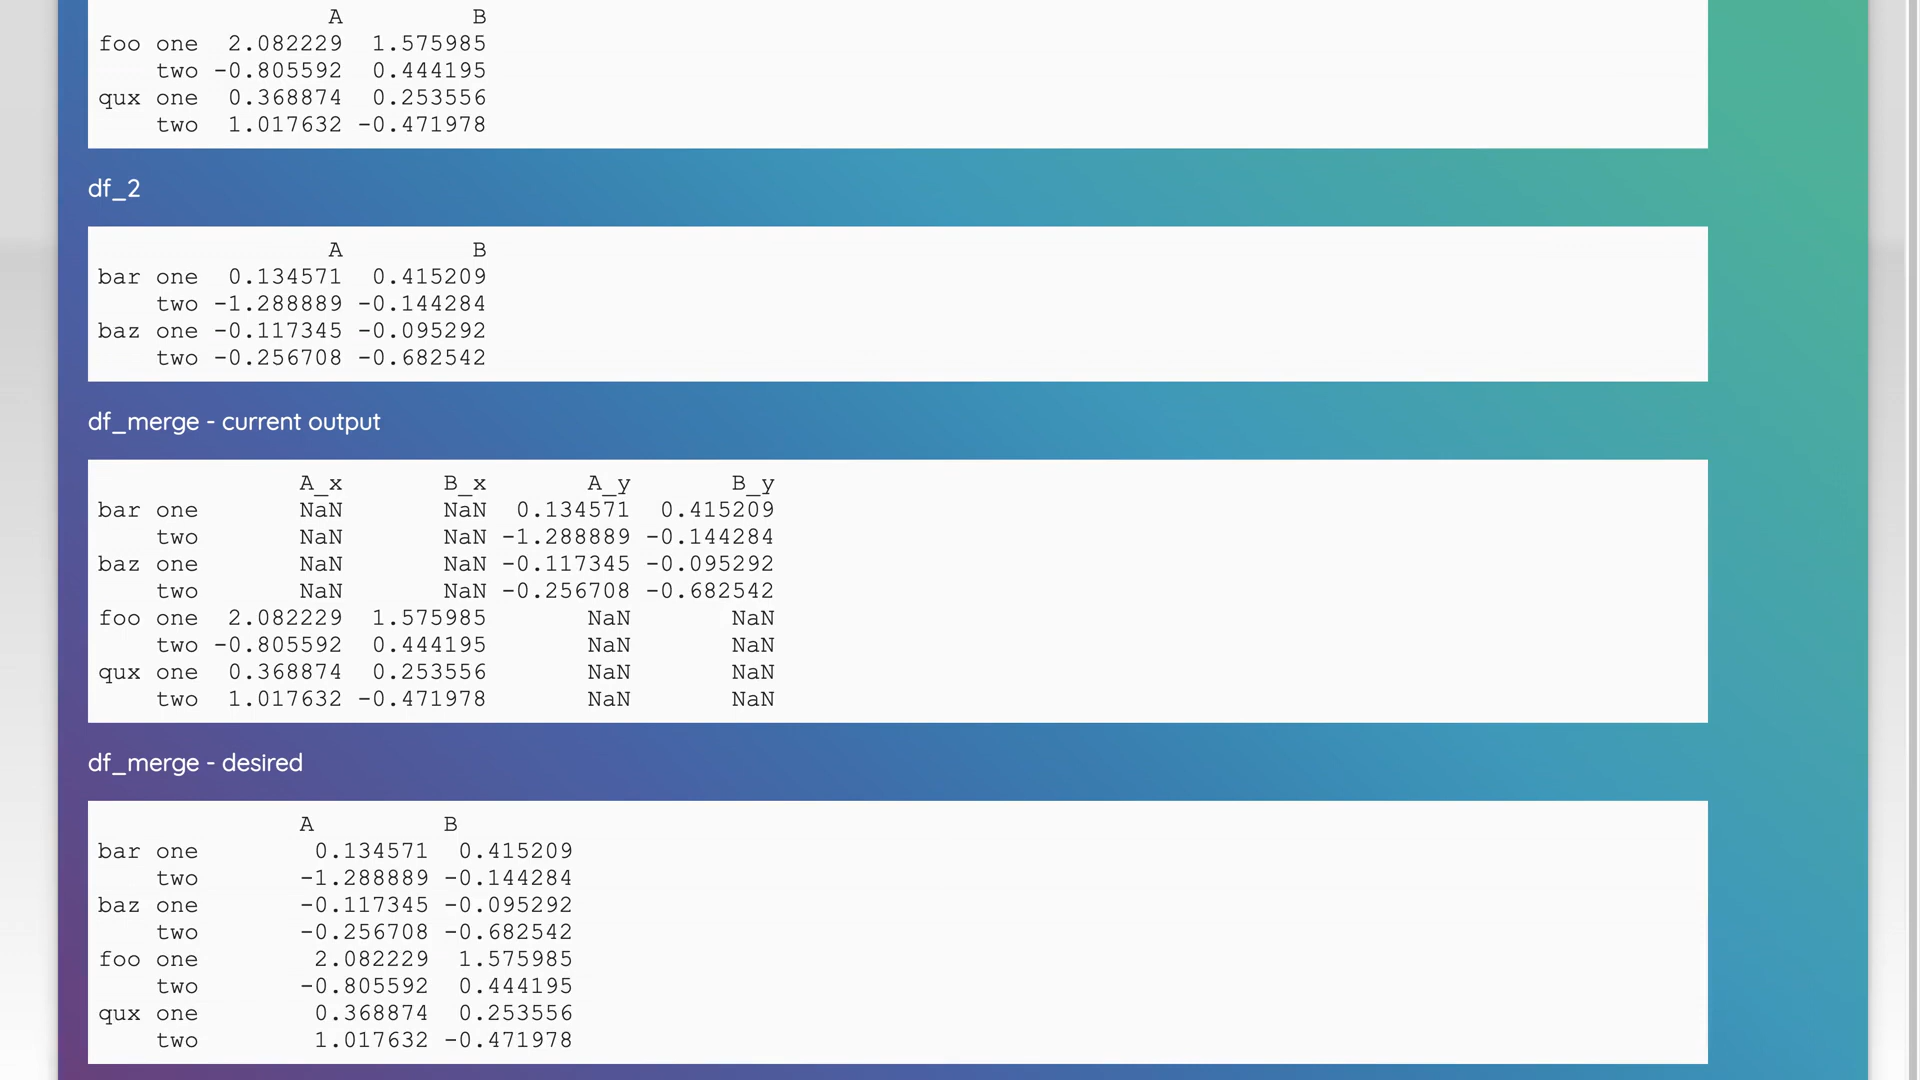 A         B
foo one  2.082229  1.575985
    two -0.805592  0.444195
qux one  0.368874  0.253556
    two  1.017632 -0.471978
df_2
                A         B
bar one  0.134571  0.415209
    two -1.288889 -0.144284
baz one -0.117345 -0.095292
    two -0.256708 -0.682542
df_merge - current output
              A_x       B_x       A_y       B_y
bar one       NaN       NaN  0.134571  0.415209
    two       NaN       NaN -1.288889 -0.144284
baz one       NaN       NaN -0.117345 -0.095292
    two       NaN       NaN -0.256708 -0.682542
foo one  2.082229  1.575985       NaN       NaN
    two -0.805592  0.444195       NaN       NaN
qux one  0.368874  0.253556       NaN       NaN
    two  1.017632 -0.471978       NaN       NaN
df_merge - desired
              A         B
bar one        0.134571  0.415209
    two       -1.288889 -0.144284
baz one       -0.117345 -0.095292
    two       -0.256708 -0.682542
foo one        2.082229  1.575985
    two       -0.805592  0.444195
qux one        0.368874  0.253556
    two        1.017632 -0.471978